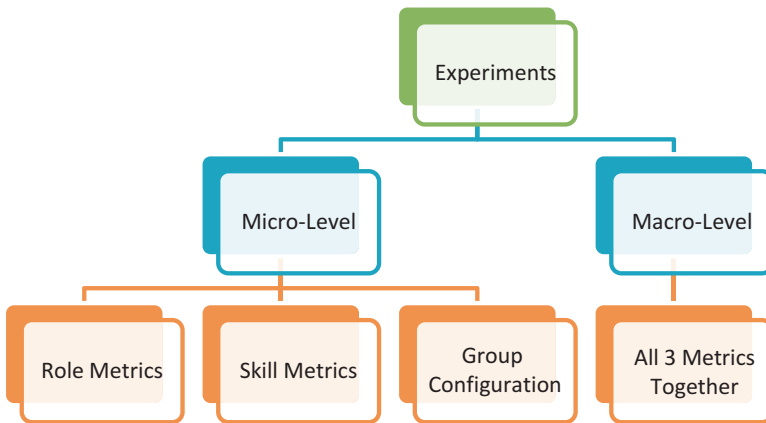 Experiments
Micro-Level
Macro-Level
Role Metrics
Skill Metrics
Group
Configuration
All 3 Metrics
Together